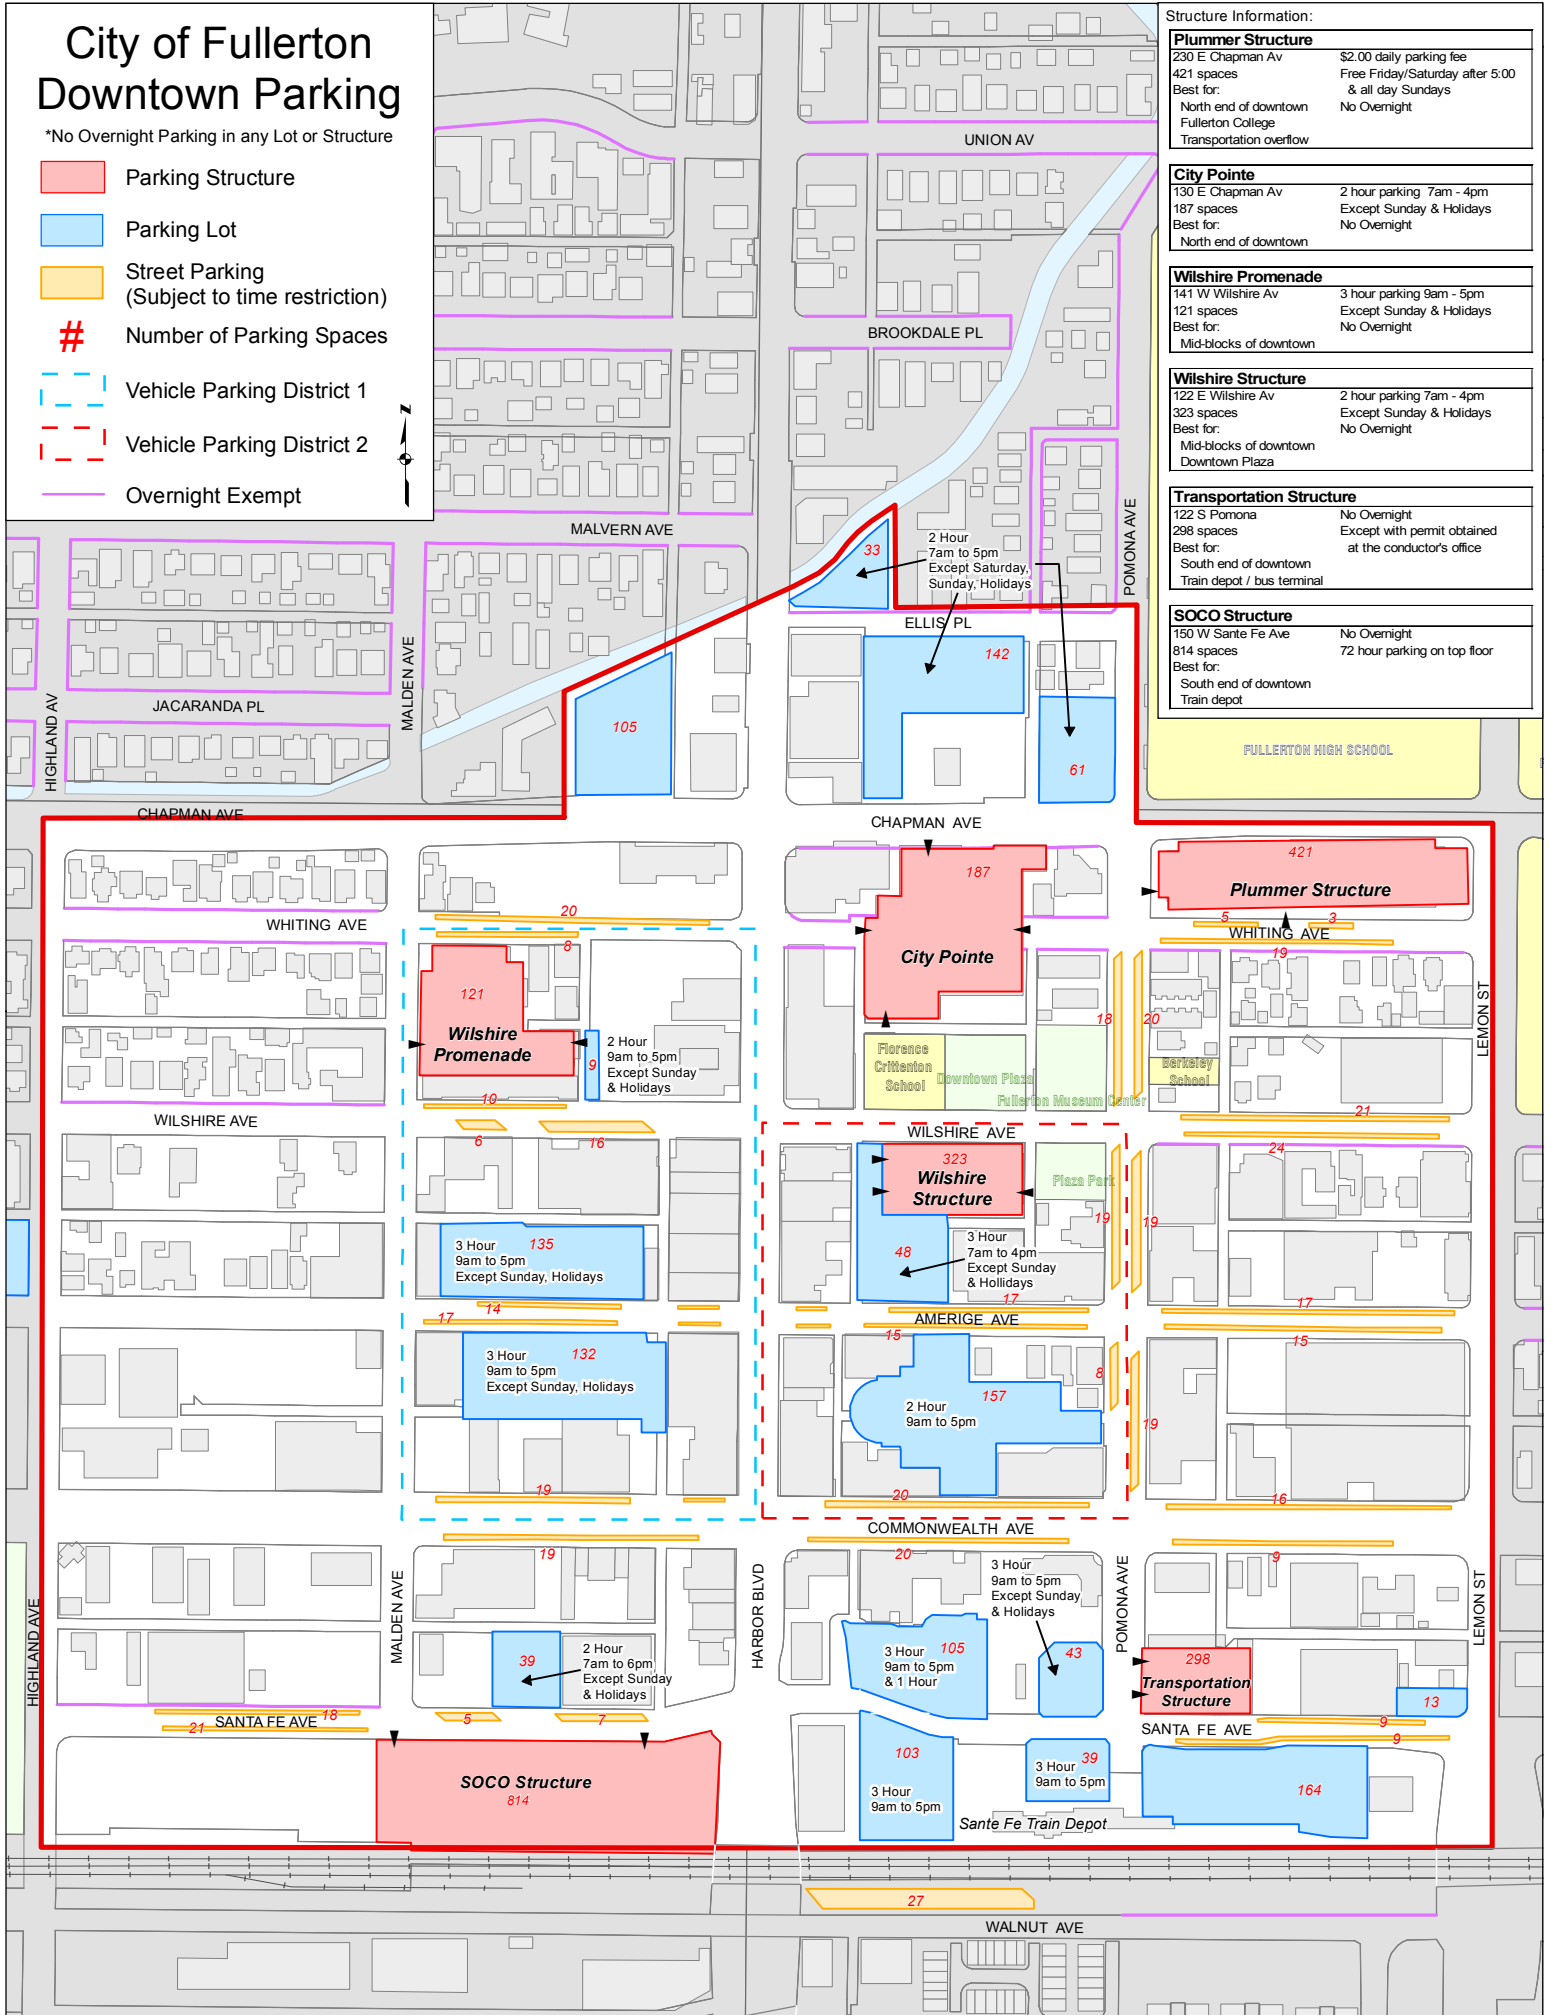 City of Fullerton
Downtown Parking
*No Overnight Parking in any Lot or Structure
Parking Structure
Parking Lot
Street Parking
(Subject to time restriction)
# Number of Parking Spaces
Vehicle Parking District 1
Vehicle Parking District 2
Overnight Exempt
Z
Structure Information:
Plummer Structure
230 E Chapman Av $2.00 daily parking fee
421 spaces Free Friday/Saturday after 5:00
Best for: & all day Sundays
North end of downtown No Overnight
Fullerton College
Transportation overflow
City Pointe
130 E Chapman Av 2 hour parking 7am - 4pm
187 spaces Except Sunday & Holidays
Best for: No Overnight
North end of downtown
Wilshire Promenade
141 W Wilshire Av 3 hour parking 9am - 5pm
121 spaces Except Sunday & Holidays
Best for: No Overnight
Mid-blocks of downtown
Wilshire Structure
122 E Wilshire Av 2 hour parking 7am - 4pm
323 spaces Except Sunday & Holidays
Best for: No Overnight
Mid-blocks of downtown
Downtown Plaza
Transportation Structure
122 S Pomona No Overnight
298 spaces Except with permit obtained
Best for: at the conductor's office
South end of downtown
Train depot / bus terminal
SOCO Structure
150 W Sante Fe Ave No Overnight
814 spaces 72 hour parking on top floor
Best for:
South end of downtown
Train depot
UNION AV
BROOKDALE PL
MALVERN AVE
POMONA AVE
33
2 Hour
7am to 5pm
Except Saturday,
Sunday, Holidays
ELLIS PL
142
MALDEN AVE
HIGHLAND AV
JACARANDA PL
105
61
FULLERTON HIGH SCHOOL
CHAPMAN AVE
CHAPMAN AVE
187
421
Plummer Structure
WHITING AVE
20
8
5
3
WHITING AVE
19
City Pointe
121
Wilshire
Promenade
9
2 Hour
9am to 5pm
Except Sunday
& Holidays
18
20
LEMON ST
Florence
Crittenton
School
Downtown Plaza
Fullerton Museum Center
Berkeley
School
10
WILSHIRE AVE
6
16
WILSHIRE AVE
21
24
323
Wilshire
Structure
Plaza Park
19
19
3 Hour
9am to 5pm
Except Sunday, Holidays
135
48
3 Hour
7am to 4pm
Except Sunday
& Hollidays
14
17
17
AMERIGE AVE
17
15
15
3 Hour
9am to 5pm
Except Sunday, Holidays
132
8
157
2 Hour
9am to 5pm
19
19
20
16
COMMONWEALTH AVE
19
20
9
3 Hour
9am to 5pm
Except Sunday
& Holidays
MALDEN AVE
HARBOR BLVD
POMONA AVE
LEMON ST
HIGHLAND AVE
39
2 Hour
7am to 6pm
Except Sunday
& Holidays
3 Hour
9am to 5pm
& 1 Hour
105
43
298
Transportation
Structure
13
18
21
SANTA FE AVE
5
7
SANTA FE AVE
9
9
SOCO Structure
814
103
3 Hour
9am to 5pm
39
3 Hour
9am to 5pm
164
Sante Fe Train Depot
27
WALNUT AVE